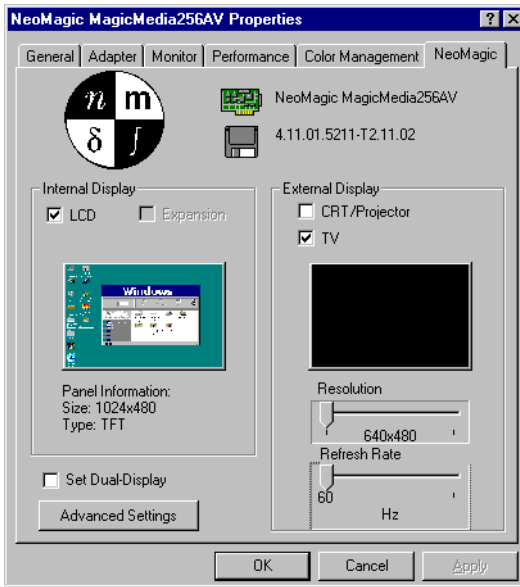 NeoMagic MagicMedia256AV Properties
General Adapter Monitor Performance Color Management NeoMagic
n m
δ ∫
NeoMagic MagicMedia256AV
4.11.01.5211-T2.11.02
Internal Display
LCD Expansion
Windows
Panel Information:
Size: 1024x480
Type: TFT
Set Dual-Display
Advanced Settings
External Display
CRT/Projector
TV
Resolution
640x480
Refresh Rate
60
Hz
OK Cancel Apply